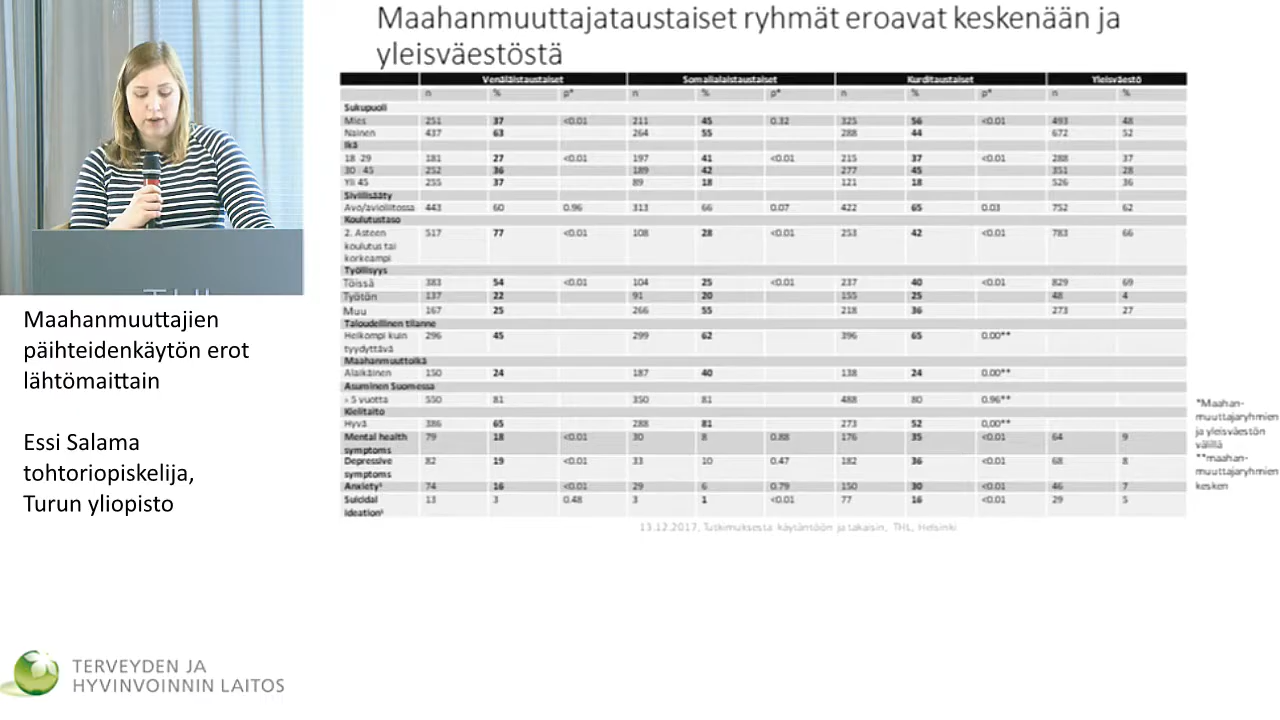 Maahanmuuttajataustaiset ryhmät eroavat keskenään ja
yleisväestöstä
Venäläistaustaiset Somalialaistaustaiset Kurditaustaiset Yleisväestö
n % p* n % p* n % p* n %
Sukupuoli
Mies 251 37 <0.01 211 45 0.32 325 56 <0.01 493 48
Nainen 437 63 264 55 288 44 672 52
Ikä
18 29 181 27 <0.01 197 41 <0.01 215 37 <0.01 288 37
30 45 252 36 189 42 277 45 351 28
Yli 45 255 37 89 18 121 18 526 36
Siviilisääty
Avo/avioliitossa 443 60 0.96 313 66 0.07 422 65 0.03 752 62
Koulutustaso
2. Asteen 517 77 <0.01 108 28 <0.01 253 42 <0.01 783 66
koulutus tai
korkeampi
Työllisyys
Töissä 383 54 <0.01 104 25 <0.01 237 40 <0.01 829 69
Työtön 137 22 91 20 155 25 48 4
Muu 167 25 266 55 218 36 273 27
Taloudellinen tilanne
Heikompi kuin 296 45 299 62 396 65 0.00**
tyydyttävä
Maahanmuuttoikä
Alaikäinen 150 24 187 40 138 24 0.00**
Asuminen Suomessa
> 5 vuotta 550 81 350 81 488 80 0.96**
Kielitaito
Hyvä 386 65 288 81 273 52 0,00**
Mental health 79 18 <0.01 30 8 0.88 176 35 <0.01 64 9
symptoms
Depressive 82 19 <0.01 33 10 0.47 182 36 <0.01 68 8
symptoms
Anxiety¹ 74 16 <0.01 29 6 0.79 150 30 <0.01 46 7
Suicidal 13 3 0.48 3 1 <0.01 77 16 <0.01 29 5
ideation¹
*Maahan-
muuttajaryhmien
ja yleisväestön
välillä
**maahan-
muuttajaryhmien
kesken
13.12.2017, Tutkimuksesta käytäntöön ja takaisin, THL, Helsinki
Maahanmuuttajien
päihteidenkäytön erot
lähtömaittain
Essi Salama
tohtoriopiskelija,
Turun yliopisto
TERVEYDEN JA
HYVINVOINNIN LAITOS